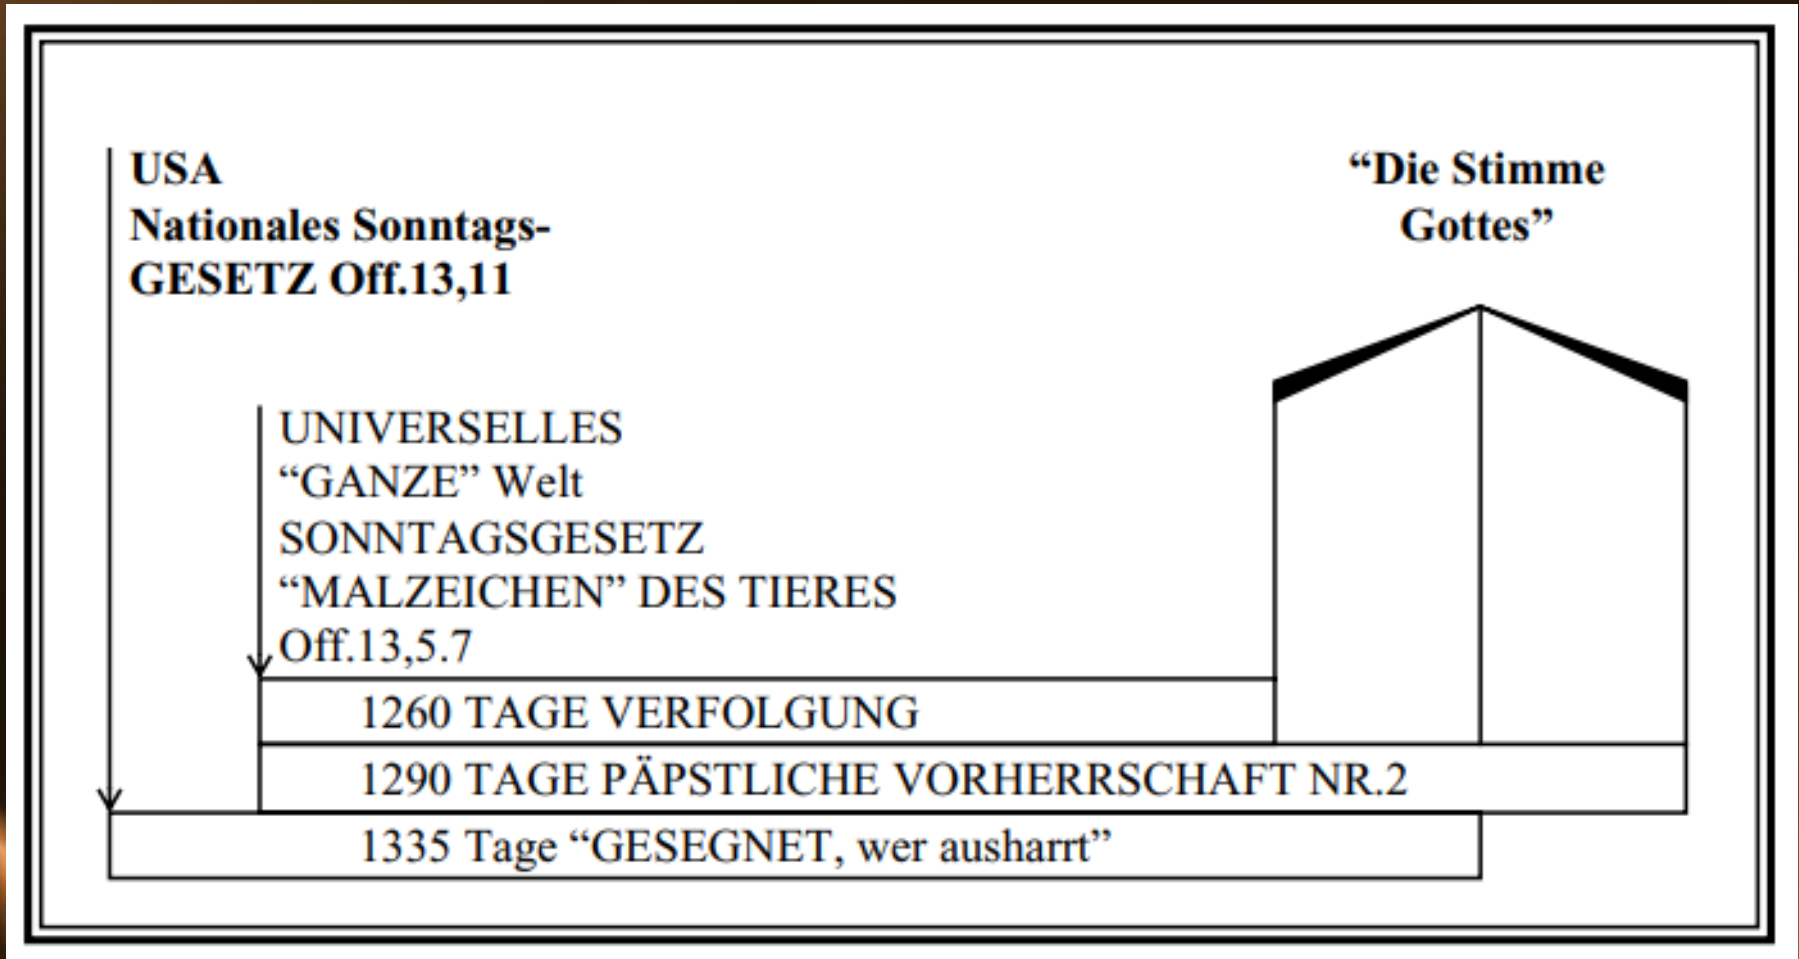 USA
Nationales Sonntags-
GESETZ Off.13,11
“Die Stimme
Gottes”
UNIVERSELLES
“GANZE” Welt
SONNTAGSGESETZ
“MALZEICHEN” DES TIERES
Off.13,5.7
1260 TAGE VERFOLGUNG
1290 TAGE PÄPSTLICHE VORHERRSCHAFT NR.2
1335 Tage “GESEGNET, wer ausharrt”